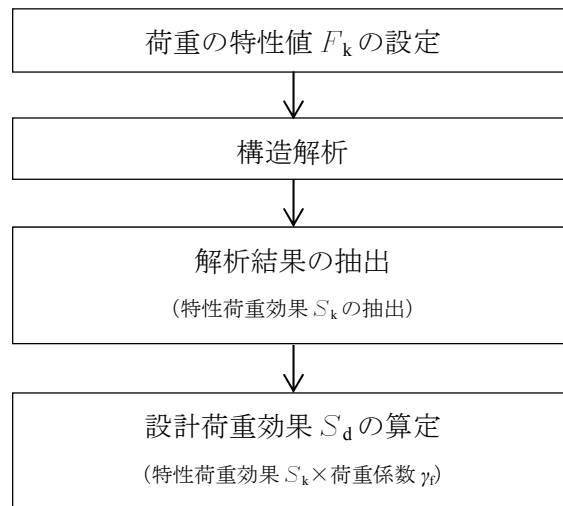 荷重の特性値 Fk の設定
構造解析
解析結果の抽出
（特性荷重効果 Sk の抽出）
設計荷重効果 Sd の算定
（特性荷重効果 Sk×荷重係数 γf）